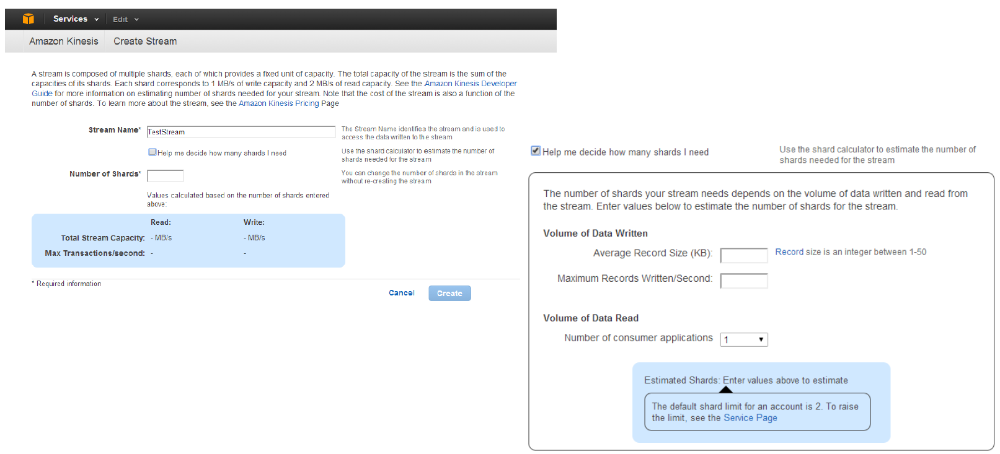 Services Edit
Amazon Kinesis Create Stream
A stream is composed of multiple shards, each of which provides a fixed unit of capacity. The total capacity of the stream is the sum of the
capacities of its shards. Each shard corresponds to 1 MB/s of write capacity and 2 MB/s of read capacity. See the Amazon Kinesis Developer
Guide for more information on estimating number of shards needed for your stream. Note that the cost of the stream is also a function of the
number of shards. To learn more about the stream, see the Amazon Kinesis Pricing Page
Stream Name* TestStream
The Stream Name identifies the stream and is used to
access the data written to the stream
Help me decide how many shards I need
Use the shard calculator to estimate the number of
shards needed for the stream
Number of Shards*
You can change the number of shards in the stream
without re-creating the stream
Values calculated based on the number of shards entered
above:
Read: Write:
Total Stream Capacity: - MB/s - MB/s
Max Transactions/second: - -
* Required information
Cancel Create
Help me decide how many shards I need
Use the shard calculator to estimate the number of
shards needed for the stream
The number of shards your stream needs depends on the volume of data written and read from
the stream. Enter values below to estimate the number of shards for the stream.
Volume of Data Written
Average Record Size (KB): Record size is an integer between 1-50
Maximum Records Written/Second:
Volume of Data Read
Number of consumer applications 1
Estimated Shards: Enter values above to estimate
The default shard limit for an account is 2. To raise
the limit, see the Service Page